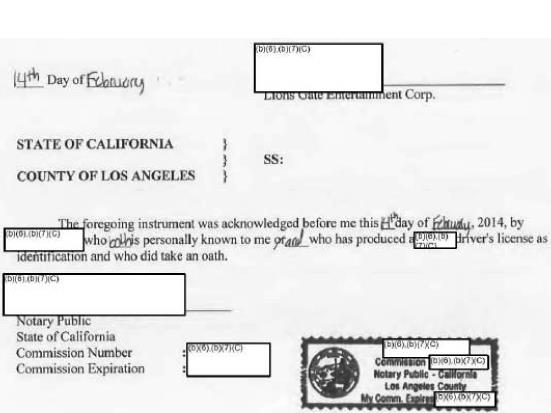 (b)(6),(b)(7)(C)
14th Day of February
Lions Gate Entertainment Corp.
STATE OF CALIFORNIA }
} SS:
COUNTY OF LOS ANGELES }
The foregoing instrument was acknowledged before me this 14th day of February, 2014, by
(b)(6),(b)(7)(C) who is personally known to me or who has produced a (b)(6),(b)(7)(C) driver's license as
identification and who did take an oath.
(b)(6),(b)(7)(C)
Notary Public
State of California
Commission Number : (b)(6),(b)(7)(C)
Commission Expiration :
(b)(6),(b)(7)(C)
Commission (b)(6),(b)(7)(C)
Notary Public - California
Los Angeles County
My Comm. Expires (b)(6),(b)(7)(C)